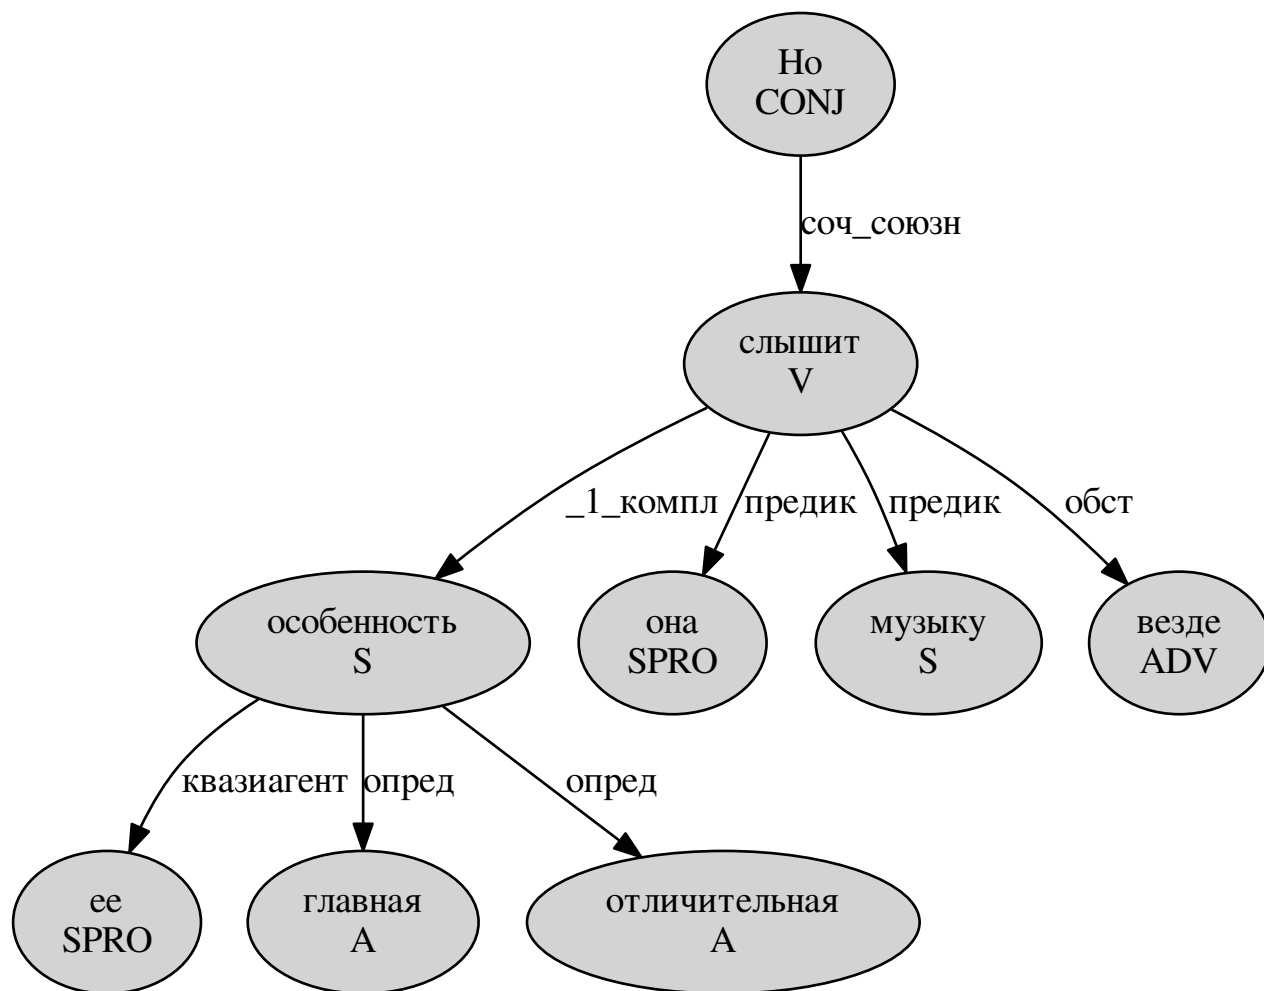 Но
CONJ
соч_союзн
слышит
V
_1_компл
предик
предик
обст
особенность
S
она
SPRO
музыку
S
везде
ADV
квазиагент
опред
опред
ее
SPRO
главная
A
отличительная
A